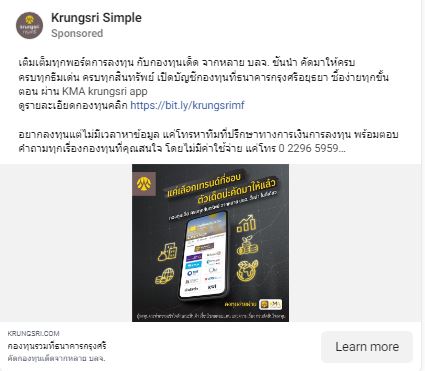 Krungsri Simple
Sponsored
เติมเต็มทุกพอร์ตการลงทุน กับกองทุนเด็ด จากหลาย บลจ. ชั้นนำ คัดมาให้ครบ
ครบทุกธีมเด่น ครบทุกสินทรัพย์ เปิดบัญชีกองทุนที่ธนาคารกรุงศรีอยุธยา ซื้อง่ายทุกขั้น
ตอน ผ่าน KMA krungsri app
ดูรายละเอียดกองทุนคลิก https://bit.ly/krungsrimf
อยากลงทุนแต่ไม่มีเวลาหาข้อมูล แค่โทรหาทีมที่ปรึกษาทางการเงินการลงทุน พร้อมตอบ
คำถามทุกเรื่องกองทุนที่คุณสนใจ โดยไม่มีค่าใช้จ่าย แค่โทร 0 2296 5959...
แค่เลือกเทรนด์ที่ชอบ
ตัวเด็ดน่ะคัดมาให้แล้ว
ลงทุนง่ายผ่าน
KRUNGSRI.COM
กองทุนรวมที่ธนาคารกรุงศรี
คัดกองทุนเด็ดจากหลาย บลจ.
Learn more